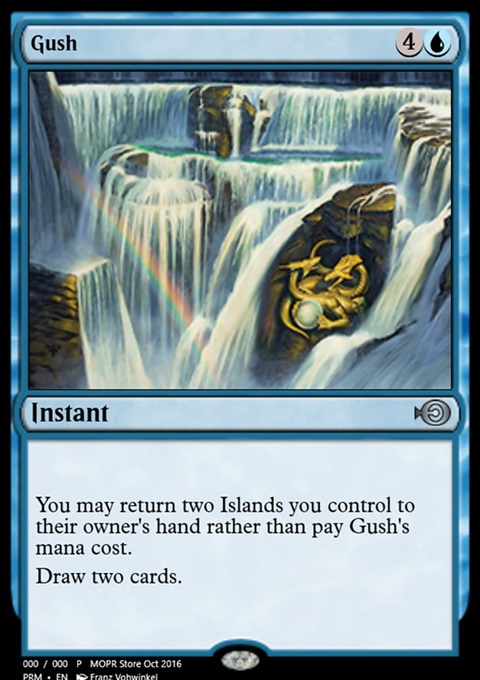 Gush 4
Instant
You may return two Islands you control to
their owner's hand rather than pay Gush's
mana cost.
Draw two cards.
000 / 000 P MOPR Store Oct 2016
PRM • EN Franz Vohwinkel